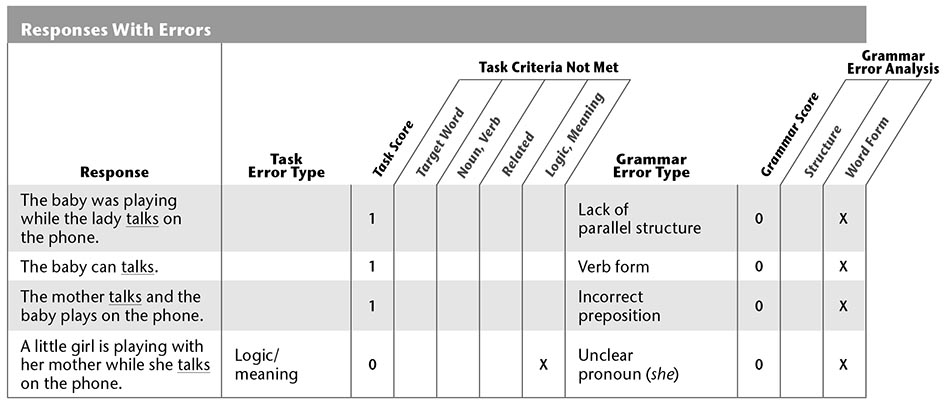 Responses With Errors
Task Criteria Not Met
Grammar
Error Analysis
Response
Task
Error Type
Task Score
Target Word
Noun, Verb
Related
Logic, Meaning
Grammar
Error Type
Grammar Score
Structure
Word Form
The baby was playing
while the lady talks on
the phone.
1
Lack of
parallel structure
0
X
The baby can talks.
1
Verb form
0
X
The mother talks and the
baby plays on the phone.
1
Incorrect
preposition
0
X
A little girl is playing with
her mother while she talks
on the phone.
Logic/
meaning
0
X
Unclear
pronoun (she)
0
X